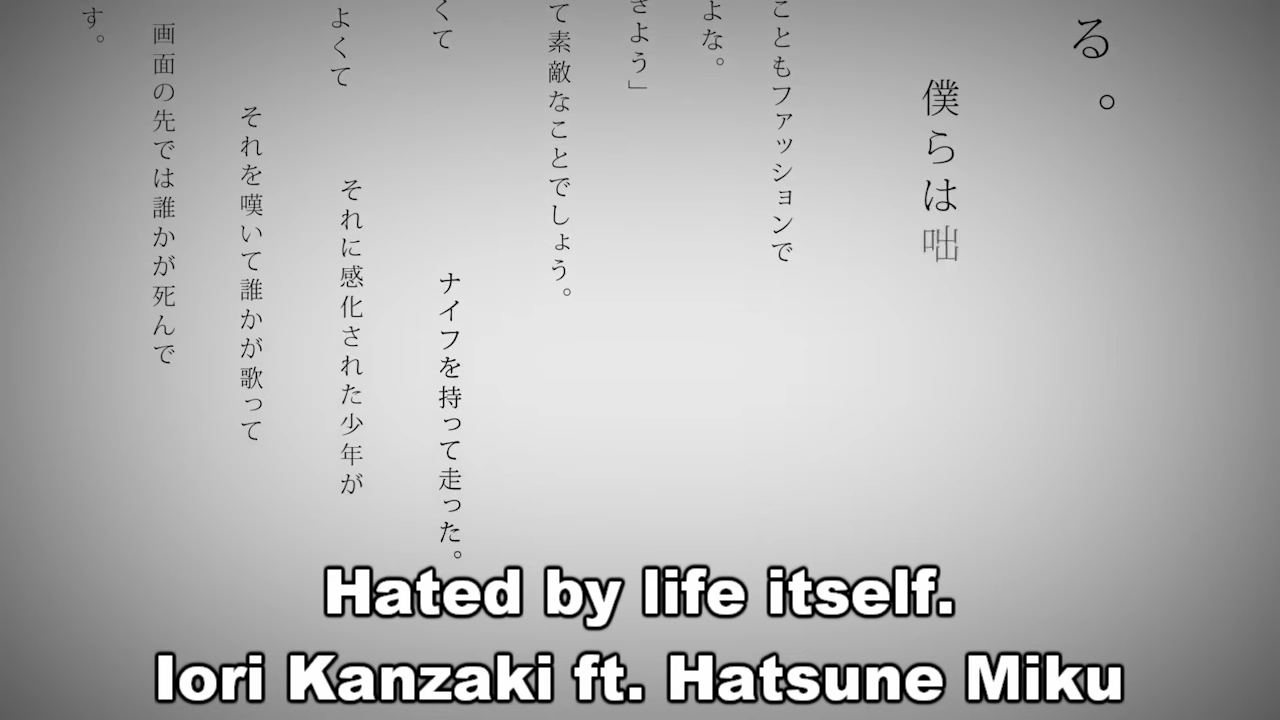 る。
僕らは
こともファッションで
よな。
きよう」
て素敵なことでしょう。
くて
よくて
す。
画面の先では誰かが死んで
それを嘆いて誰かが歌って
それに感化された少年が
ナイフを持って走った。
Hated by life itself.
Iori Kanzaki ft. Hatsune Miku